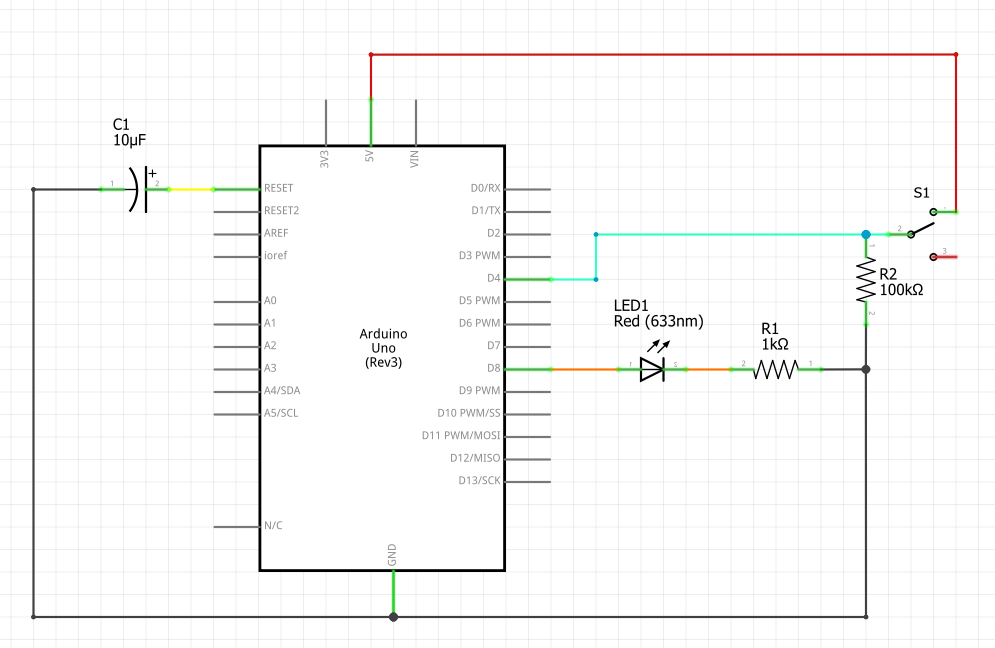 C1
10μF
+
1
2
3V3
5V
VIN
RESET
RESET2
AREF
ioref
A0
A1
A2
A3
A4/SDA
A5/SCL
N/C
Arduino
Uno
(Rev3)
D0/RX
D1/TX
D2
D3 PWM
D4
D5 PWM
D6 PWM
D7
D8
D9 PWM
D10 PWM/SS
D11 PWM/MOSI
D12/MISO
D13/SCK
GND
LED1
Red (633nm)
R1
1kΩ
2
1
S1
1
2
3
R2
100kΩ
1
2